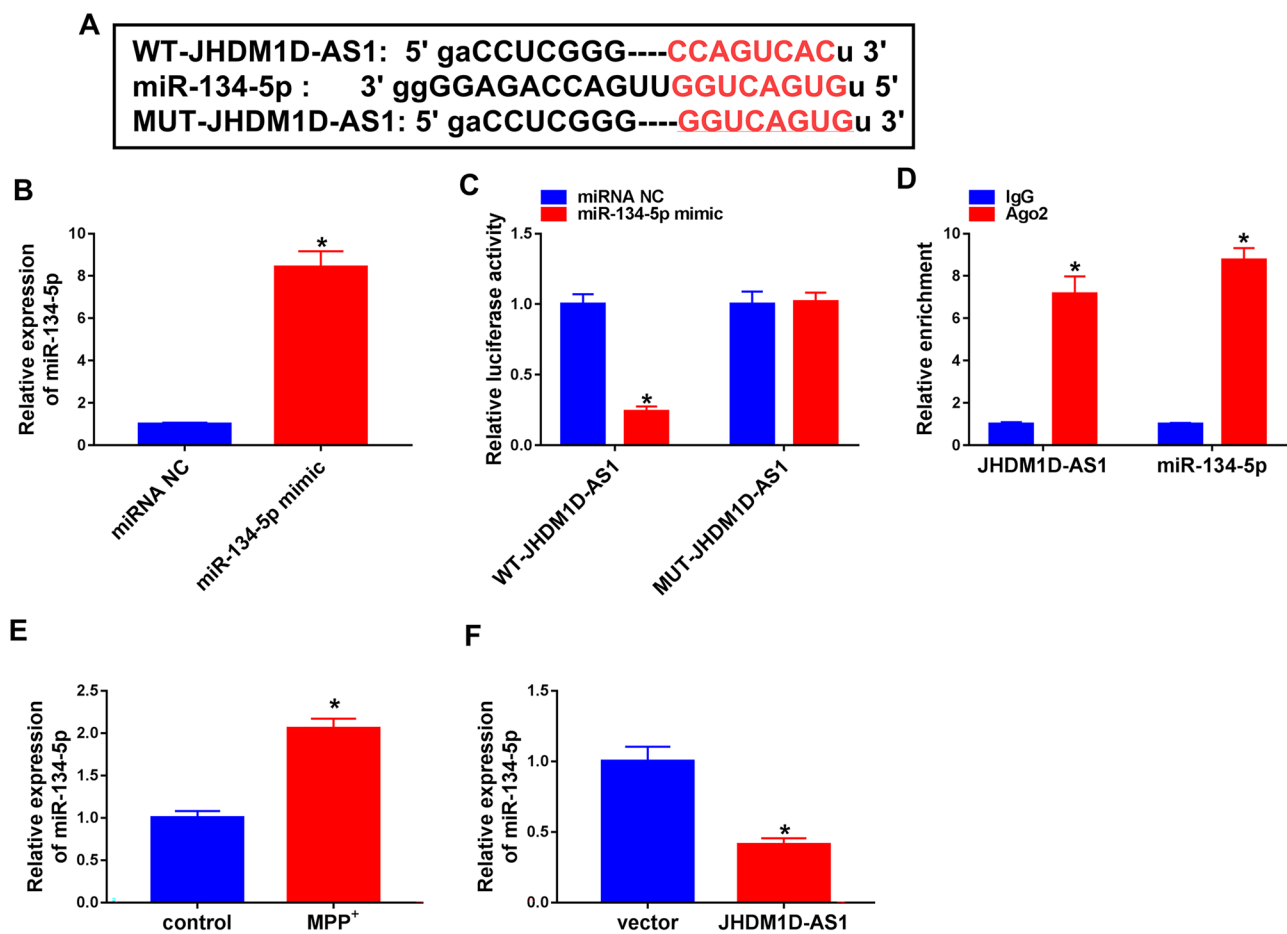 A
WT-JHDM1D-AS1: 5' gaCCUCGGG----CCAGUCACu 3'
miR-134-5p : 3' ggGGAGACCAGUUGGUCAGUGu 5'
MUT-JHDM1D-AS1: 5' gaCCUCGGG----GGUCAGUGu 3'
B
Relative expression
of miR-134-5p
10
8
6
4
2
0
*
miRNA NC
miR-134-5p mimic
C
miRNA NC
miR-134-5p mimic
Relative luciferase activity
1.5
1.0
0.5
0.0
*
WT-JHDM1D-AS1
MUT-JHDM1D-AS1
D
IgG
Ago2
Relative enrichment
10
8
6
4
2
0
*
*
JHDM1D-AS1
miR-134-5p
E
Relative expression
of miR-134-5p
2.5
2.0
1.5
1.0
0.5
0.0
*
control
MPP⁺
F
Relative expression
of miR-134-5p
1.5
1.0
0.5
0.0
*
vector
JHDM1D-AS1